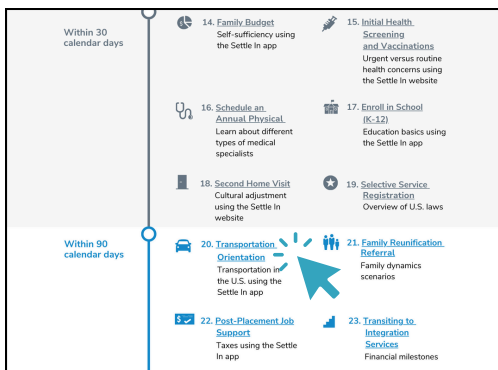 Within 30
calendar days
14. Family Budget
Self-sufficiency using
the Settle In app
15. Initial Health
Screening
and Vaccinations
Urgent versus routine
health concerns using
the Settle In website
16. Schedule an
Annual Physical
Learn about different
types of medical
specialists
17. Enroll in School
(K-12)
Education basics using
the Settle In app
18. Second Home Visit
Cultural adjustment
using the Settle In
website
19. Selective Service
Registration
Overview of U.S. laws
Within 90
calendar days
20. Transportation
Orientation
Transportation in
the U.S. using the
Settle In app
21. Family Reunification
Referral
Family dynamics
scenarios
22. Post-Placement Job
Support
Taxes using the Settle
In app
23. Transiting to
Integration
Services
Financial milestones